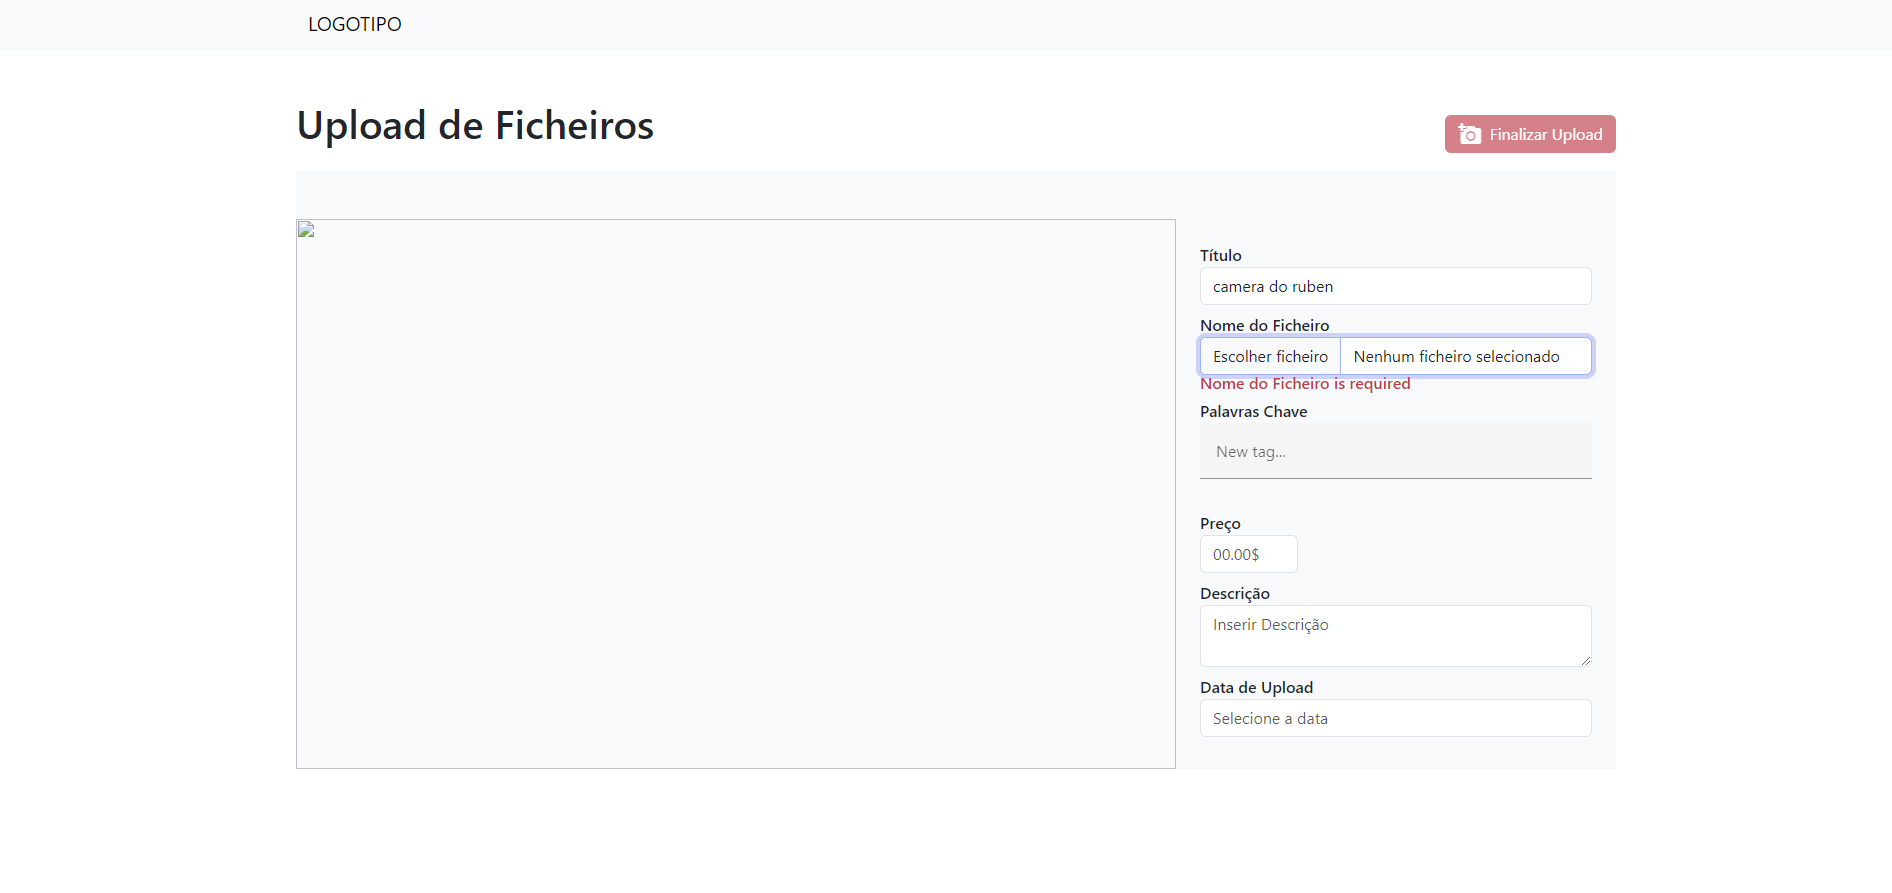 LOGOTIPO
Upload de Ficheiros
Finalizar Upload
Título
camera do ruben
Nome do Ficheiro
Escolher ficheiro Nenhum ficheiro selecionado
Nome do Ficheiro is required
Palavras Chave
New tag...
Preço
00.00$
Descrição
Inserir Descrição
Data de Upload
Selecione a data